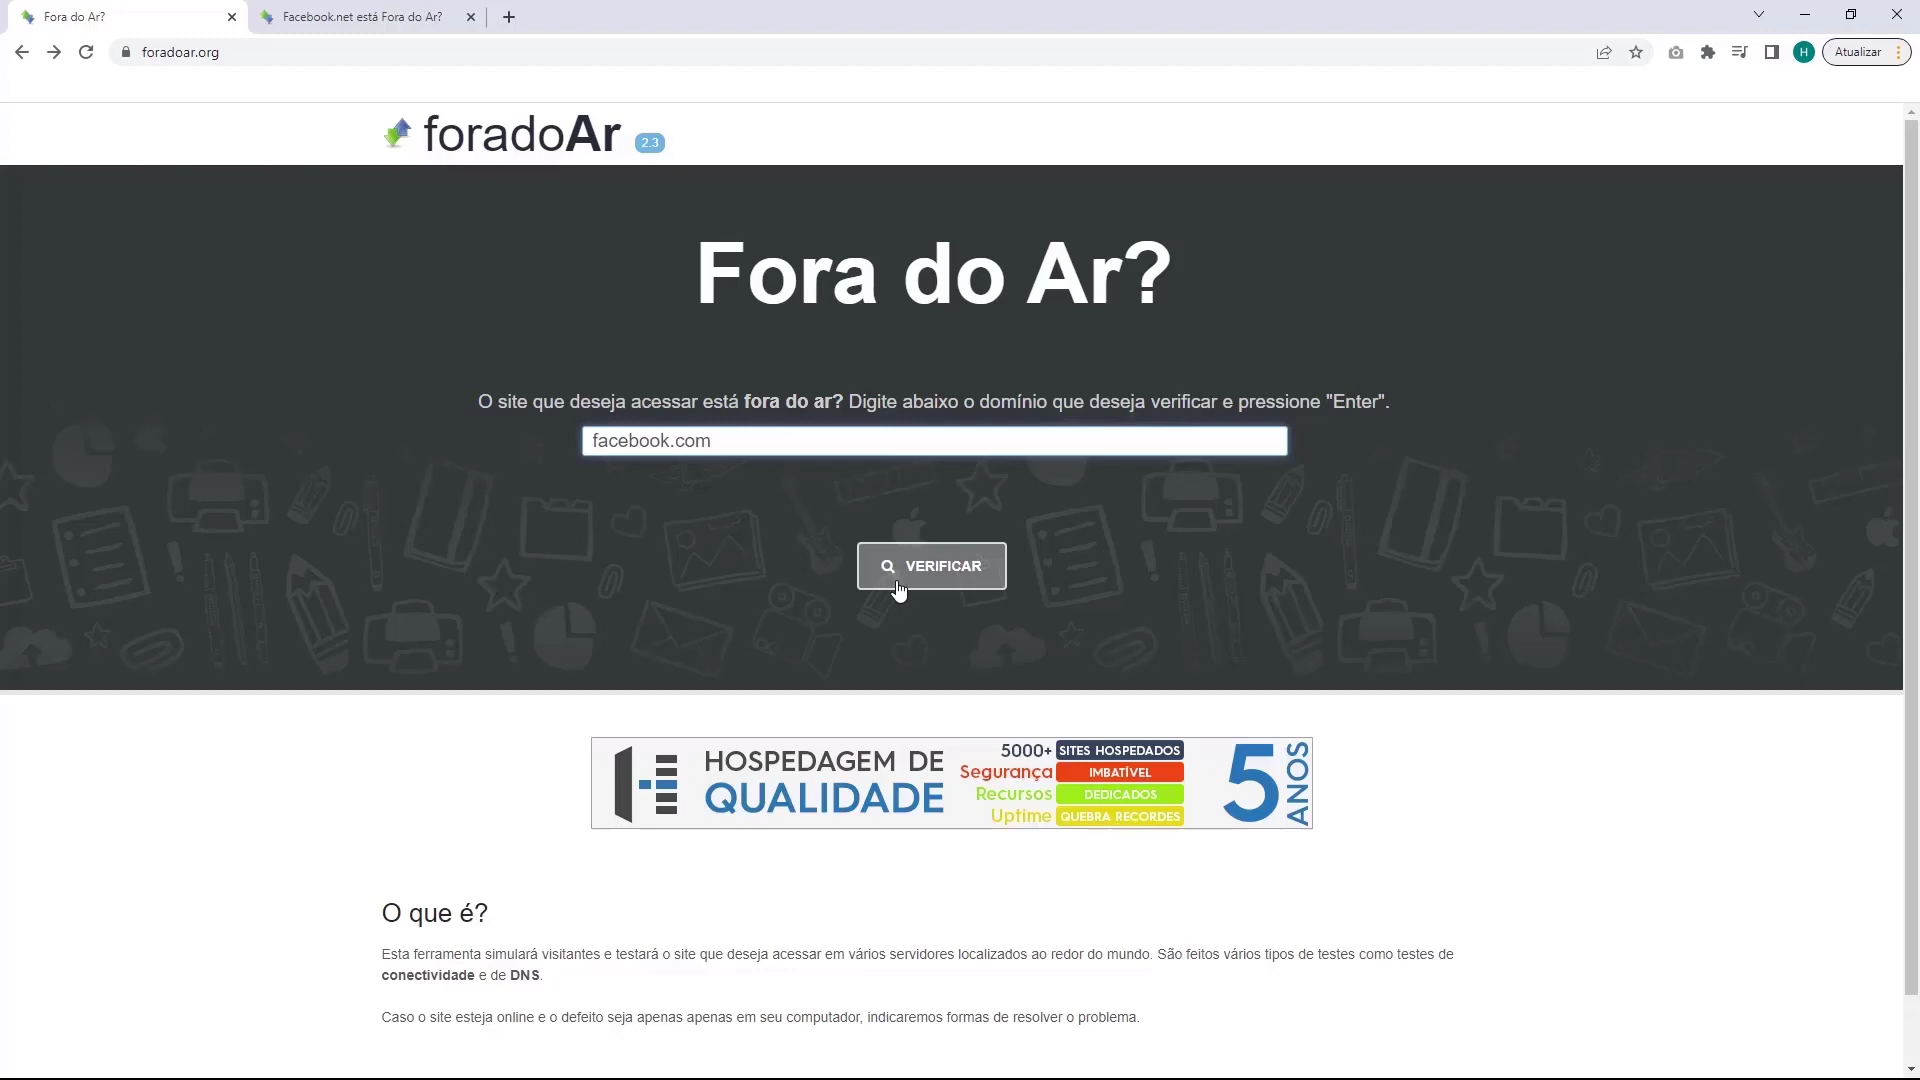 Fora do Ar?
Facebook.net está Fora do Ar?
foradoar.org
H
Atualizar
foradoAr 2.3
Fora do Ar?
O site que deseja acessar está fora do ar? Digite abaixo o domínio que deseja verificar e pressione "Enter".
facebook.com
VERIFICAR
HOSPEDAGEM DE
QUALIDADE
5000+ SITES HOSPEDADOS
Segurança IMBATÍVEL
Recursos DEDICADOS
Uptime QUEBRA RECORDES
5 ANOS
O que é?
Esta ferramenta simulará visitantes e testará o site que deseja acessar em vários servidores localizados ao redor do mundo. São feitos vários tipos de testes como testes de
conectividade e de DNS.
Caso o site esteja online e o defeito seja apenas apenas em seu computador, indicaremos formas de resolver o problema.